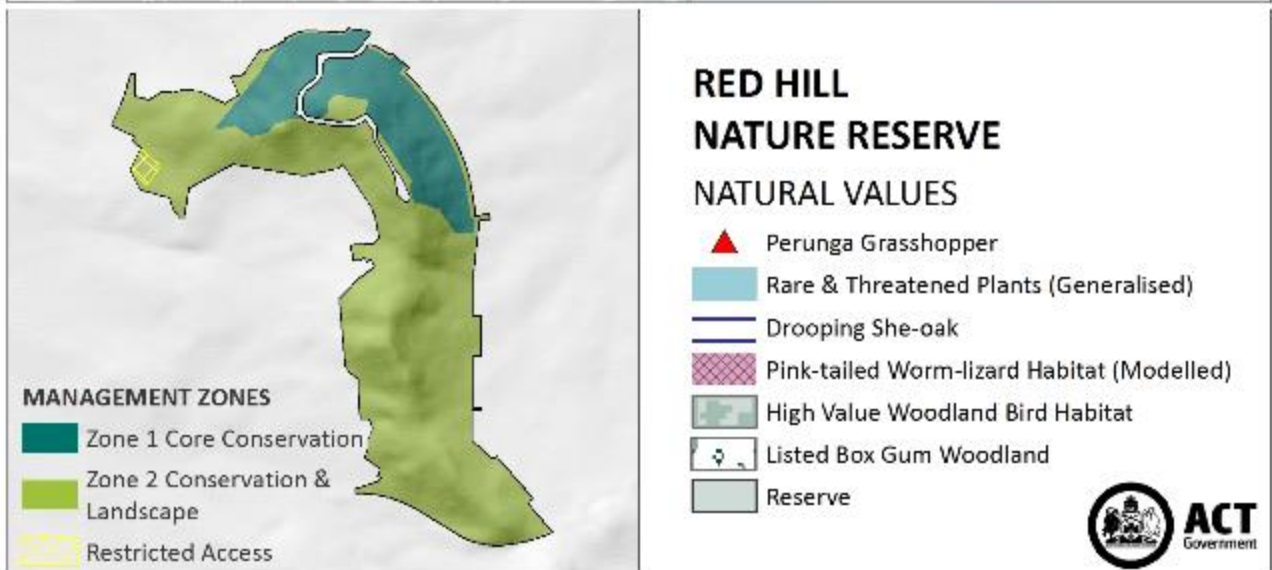 MANAGEMENT ZONES
Zone 1 Core Conservation
Zone 2 Conservation &
Landscape
Restricted Access
RED HILL
NATURE RESERVE
NATURAL VALUES
Perunga Grasshopper
Rare & Threatened Plants (Generalised)
Drooping She-oak
Pink-tailed Worm-lizard Habitat (Modelled)
High Value Woodland Bird Habitat
Listed Box Gum Woodland
Reserve
ACT
Government